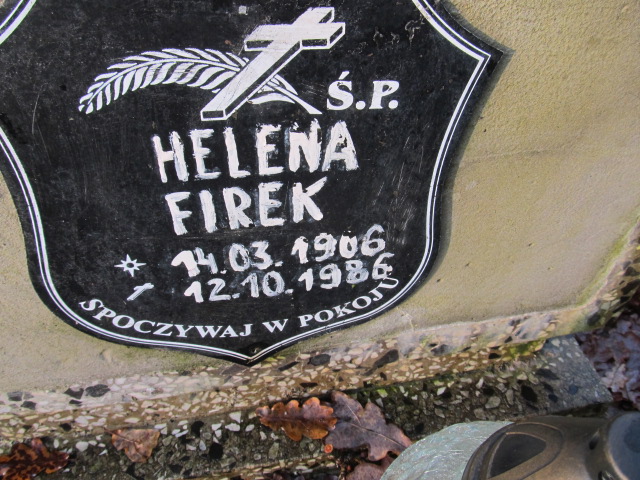 Ś.P.
HELENA
FIREK
14.03.1906
12.10.1986
SPOCZYWAJ W POKOJU